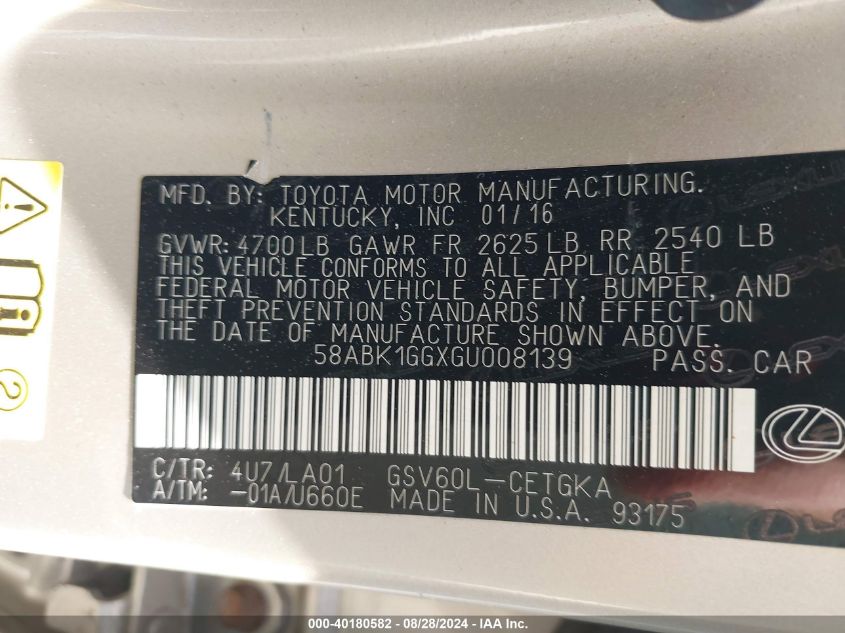 MFD. BY: TOYOTA MOTOR MANUFACTURING.
KENTUCKY, INC 01/16
GVWR: 4700LB GAWR FR 2625LB RR 2540 LB
THIS VEHICLE CONFORMS TO ALL APPLICABLE
FEDERAL MOTOR VEHICLE SAFETY, BUMPER, AND
THEFT PREVENTION STANDARDS IN EFFECT ON
THE DATE OF MANUFACTURE SHOWN ABOVE.
58ABK1GGXGU008139 PASS. CAR
C/TR: 4U7/LA01 GSV60L-CETGKA
A/TM: -01A/U660E MADE IN U.S.A. 93175
2
000-40180582 - 08/28/2024 - IAA Inc.